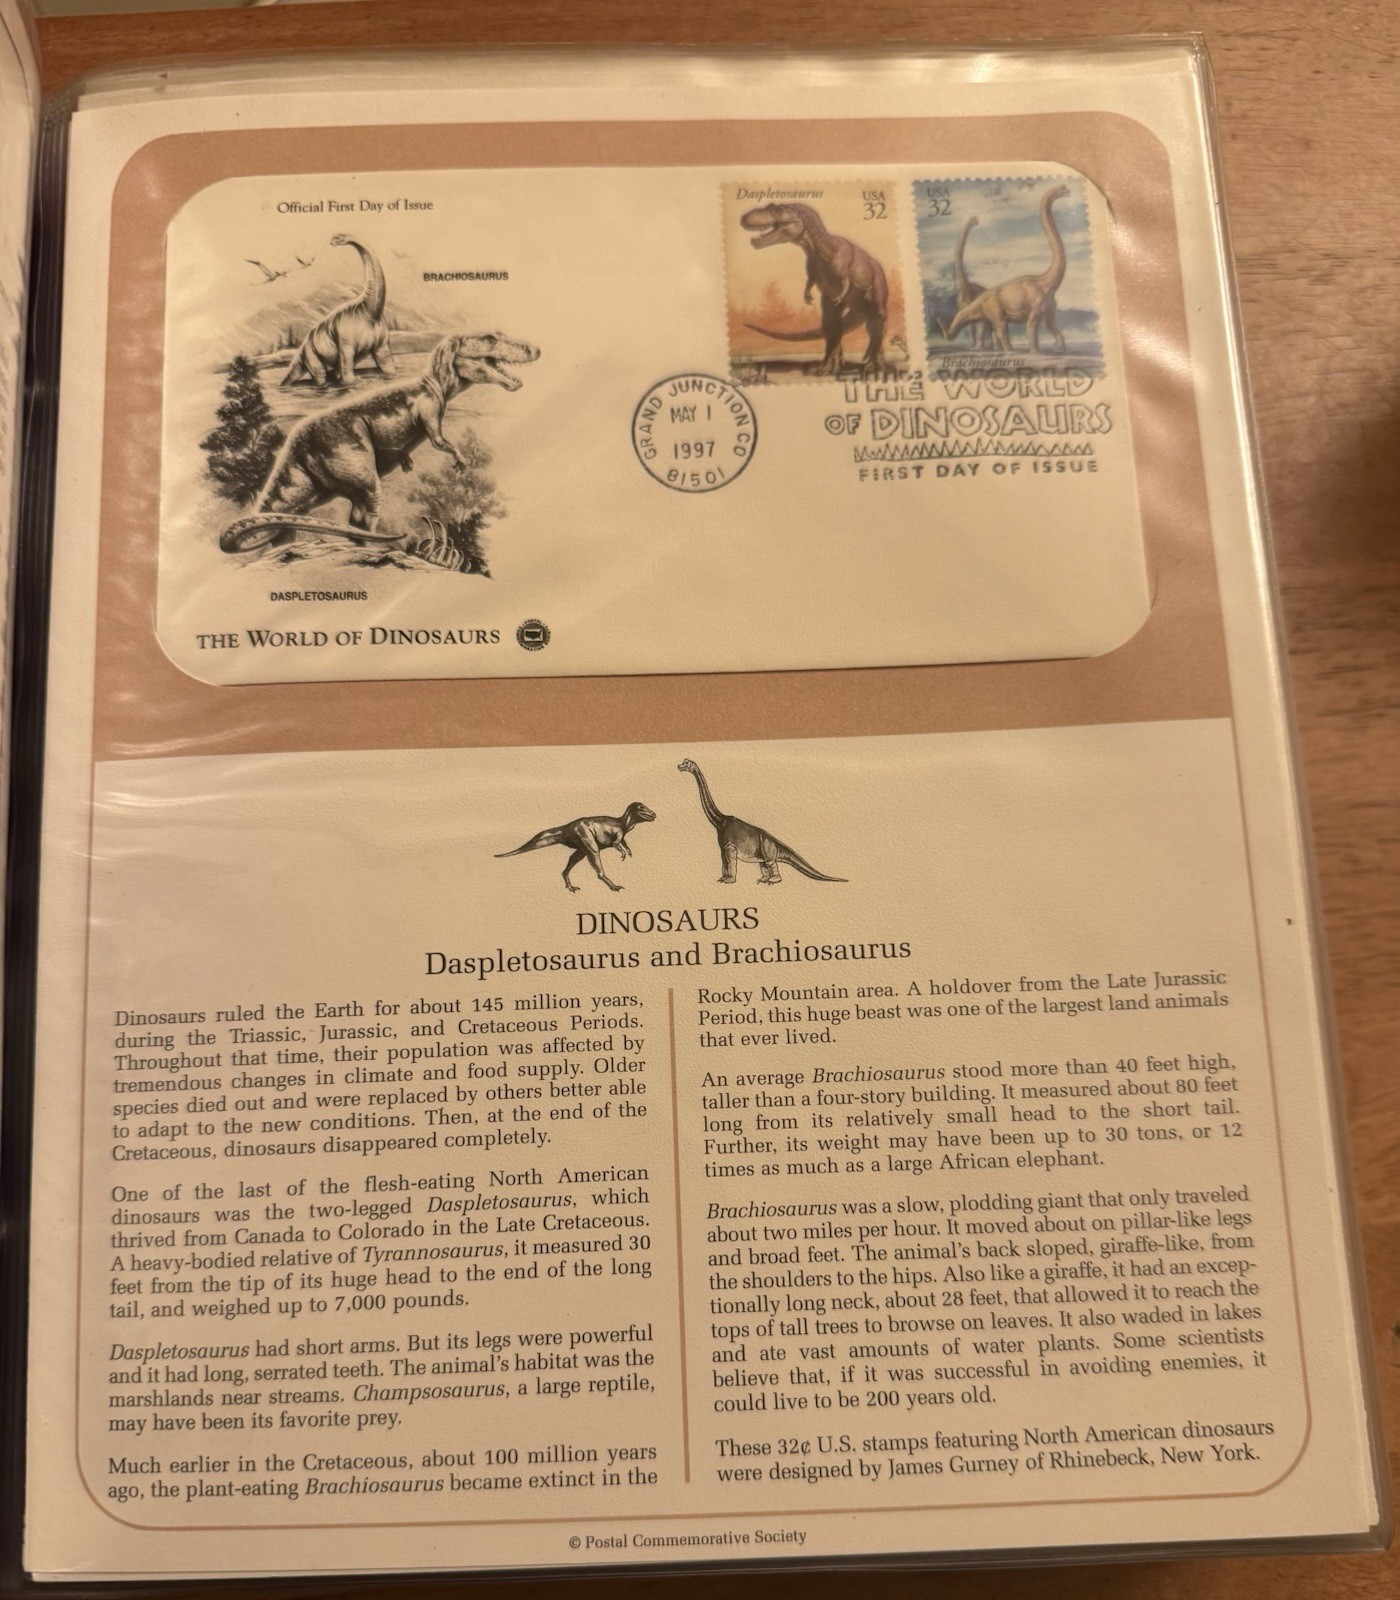 Official First Day of Issue
BRACHIOSAURUS
DASPLETOSAURUS
THE WORLD OF DINOSAURS
Daspletosaurus
USA
32
USA
32
Brachiosaurus
GRAND JUNCTION CO
MAY 1
1997
81501
THE WORLD
OF DINOSAURS
FIRST DAY OF ISSUE
DINOSAURS
Daspletosaurus and Brachiosaurus
Dinosaurs ruled the Earth for about 145 million years,
during the Triassic, Jurassic, and Cretaceous Periods.
Throughout that time, their population was affected by
tremendous changes in climate and food supply. Older
species died out and were replaced by others better able
to adapt to the new conditions. Then, at the end of the
Cretaceous, dinosaurs disappeared completely.
One of the last of the flesh-eating North American
dinosaurs was the two-legged Daspletosaurus, which
thrived from Canada to Colorado in the Late Cretaceous.
A heavy-bodied relative of Tyrannosaurus, it measured 30
feet from the tip of its huge head to the end of the long
tail, and weighed up to 7,000 pounds.
Daspletosaurus had short arms. But its legs were powerful
and it had long, serrated teeth. The animal's habitat was the
marshlands near streams. Champsosaurus, a large reptile,
may have been its favorite prey.
Much earlier in the Cretaceous, about 100 million years
ago, the plant-eating Brachiosaurus became extinct in the
Rocky Mountain area. A holdover from the Late Jurassic
Period, this huge beast was one of the largest land animals
that ever lived.
An average Brachiosaurus stood more than 40 feet high,
taller than a four-story building. It measured about 80 feet
long from its relatively small head to the short tail.
Further, its weight may have been up to 30 tons, or 12
times as much as a large African elephant.
Brachiosaurus was a slow, plodding giant that only traveled
about two miles per hour. It moved about on pillar-like legs
and broad feet. The animal's back sloped, giraffe-like, from
the shoulders to the hips. Also like a giraffe, it had an excep-
tionally long neck, about 28 feet, that allowed it to reach the
tops of tall trees to browse on leaves. It also waded in lakes
and ate vast amounts of water plants. Some scientists
believe that, if it was successful in avoiding enemies, it
could live to be 200 years old.
These 32¢ U.S. stamps featuring North American dinosaurs
were designed by James Gurney of Rhinebeck, New York.
© Postal Commemorative Society